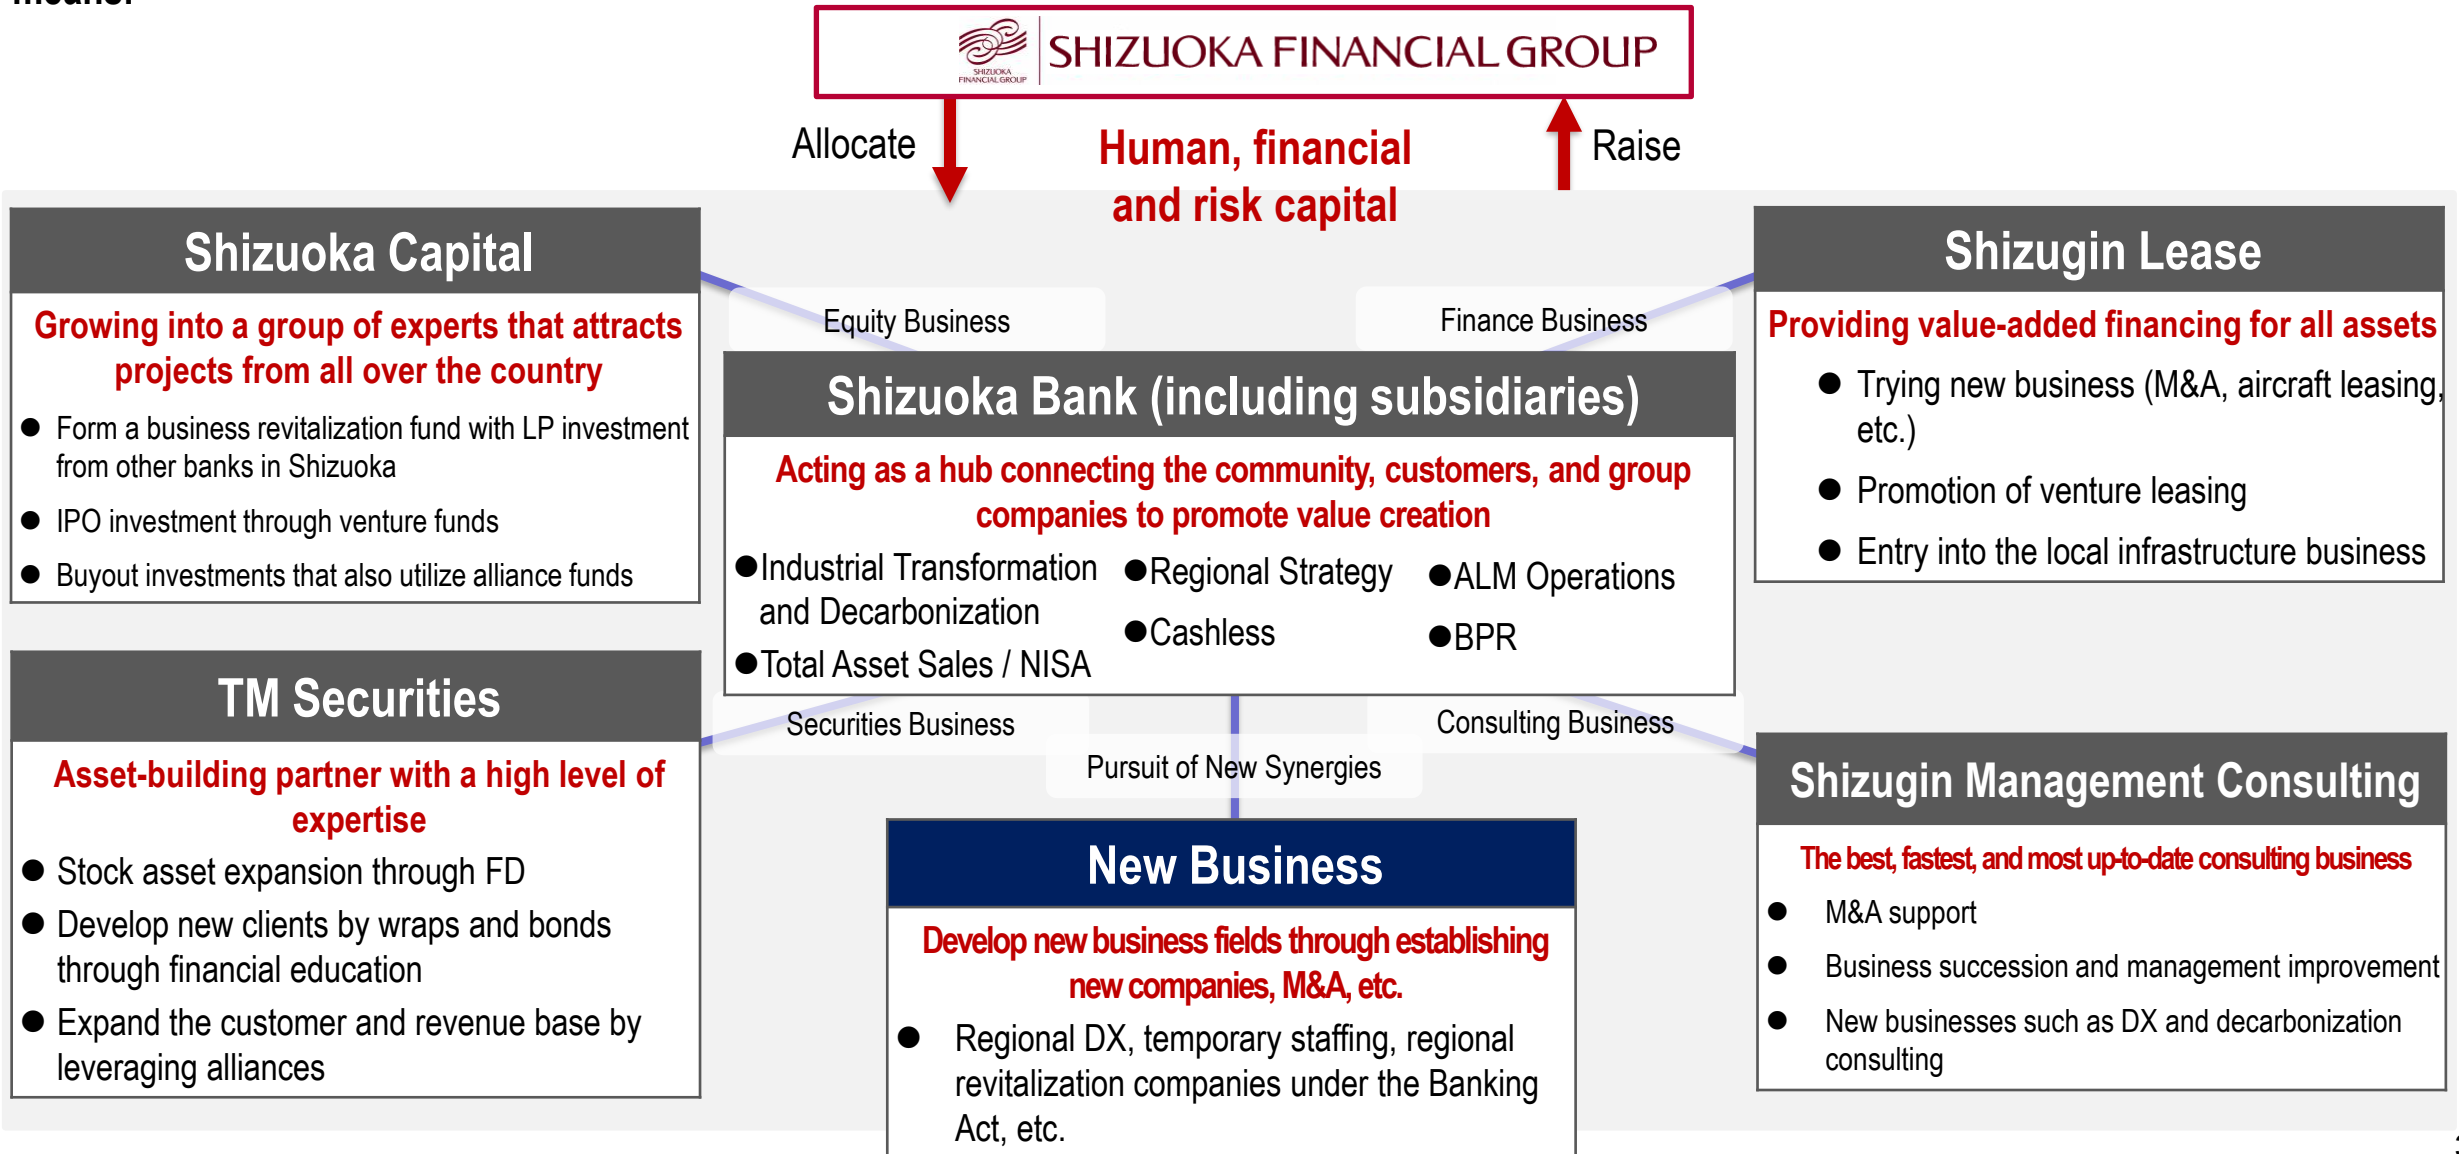 SHIZUOKA FINANCIAL GROUP
SHIZUOKA
FINANCIAL GROUP
Allocate
Human, financial
and risk capital
Raise
Shizuoka Capital
Growing into a group of experts that attracts
projects from all over the country
● Form a business revitalization fund with LP investment
from other banks in Shizuoka
● IPO investment through venture funds
● Buyout investments that also utilize alliance funds
Equity Business
Finance Business
Shizugin Lease
Providing value-added financing for all assets
● Trying new business (M&A, aircraft leasing,
etc.)
● Promotion of venture leasing
● Entry into the local infrastructure business
Shizuoka Bank (including subsidiaries)
Acting as a hub connecting the community, customers, and group
companies to promote value creation
●Industrial Transformation
and Decarbonization
●Total Asset Sales / NISA
●Regional Strategy
●Cashless
●ALM Operations
●BPR
TM Securities
Asset-building partner with a high level of
expertise
● Stock asset expansion through FD
● Develop new clients by wraps and bonds
through financial education
● Expand the customer and revenue base by
leveraging alliances
Securities Business
Pursuit of New Synergies
Consulting Business
New Business
Develop new business fields through establishing
new companies, M&A, etc.
● Regional DX, temporary staffing, regional
revitalization companies under the Banking
Act, etc.
Shizugin Management Consulting
The best, fastest, and most up-to-date consulting business
● M&A support
● Business succession and management improvement
● New businesses such as DX and decarbonization
consulting